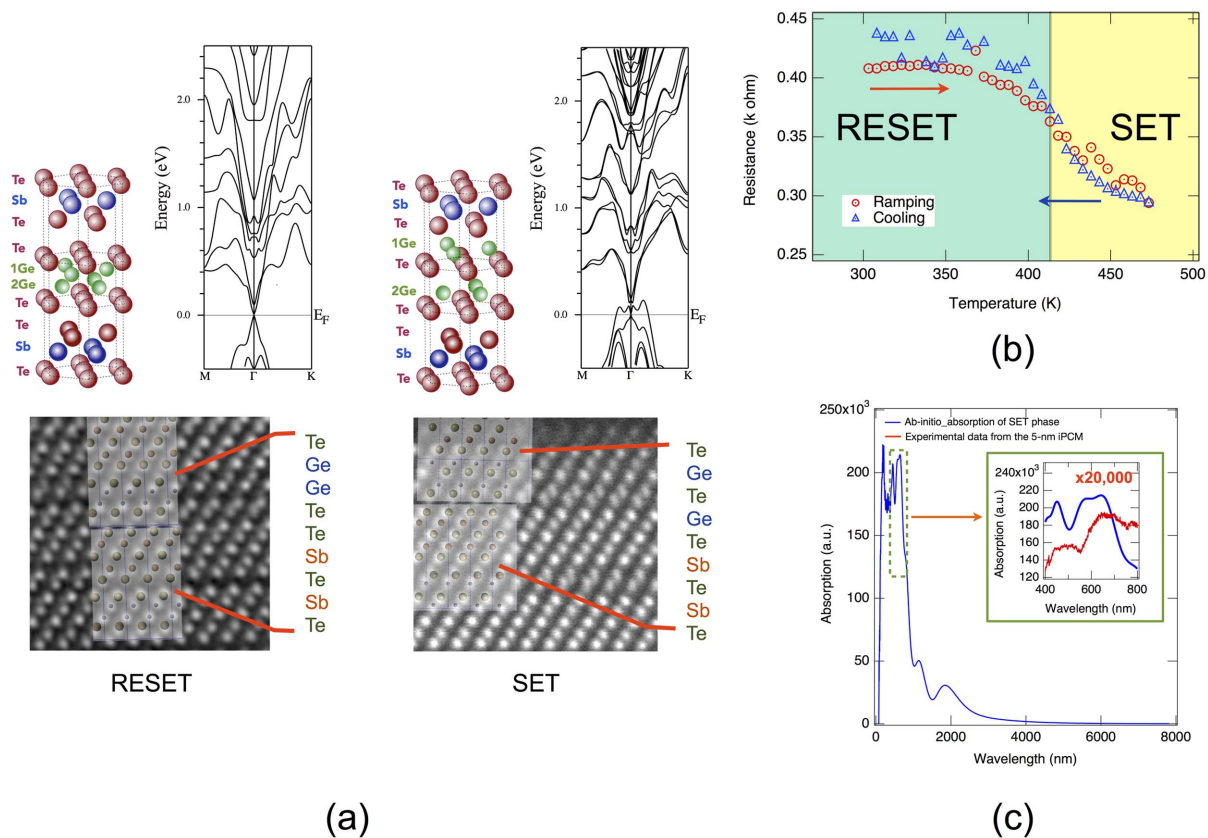 (a)
Te
Sb
Te
Te
1Ge
2Ge
Te
Te
Sb
Te
Energy (eV)
2.0
1.0
0.0
E_F
M Γ K
Te
Sb
Te
1Ge
Te
2Ge
Te
Te
Sb
Te
Energy (eV)
2.0
1.0
0.0
E_F
M Γ K
Te
Ge
Ge
Te
Te
Sb
Te
Sb
Te
RESET
Te
Ge
Te
Ge
Te
Sb
Te
Sb
Te
SET
(a)
0.45
0.40
0.35
0.30
0.25
Resistance (k ohm)
RESET
SET
Ramping
Cooling
300 350 400 450 500
Temperature (K)
(b)
250x10³
200
150
100
50
0
Absorption (a.u.)
Ab-initio_absorption of SET phase
Experimental data from the 5-nm iPCM
240x10³
220
200
180
160
140
120
Absorption (a.u.)
x20,000
400 500 600 700 800
Wavelength (nm)
0 2000 4000 6000 8000
Wavelength (nm)
(c)